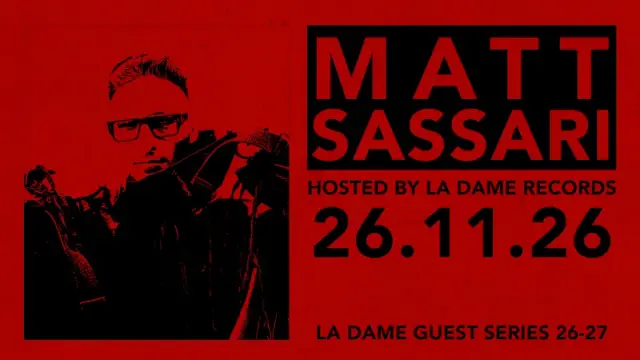 MATT
SASSARI
HOSTED BY LA DAME RECORDS
26.11.26
LA DAME GUEST SERIES 26-27